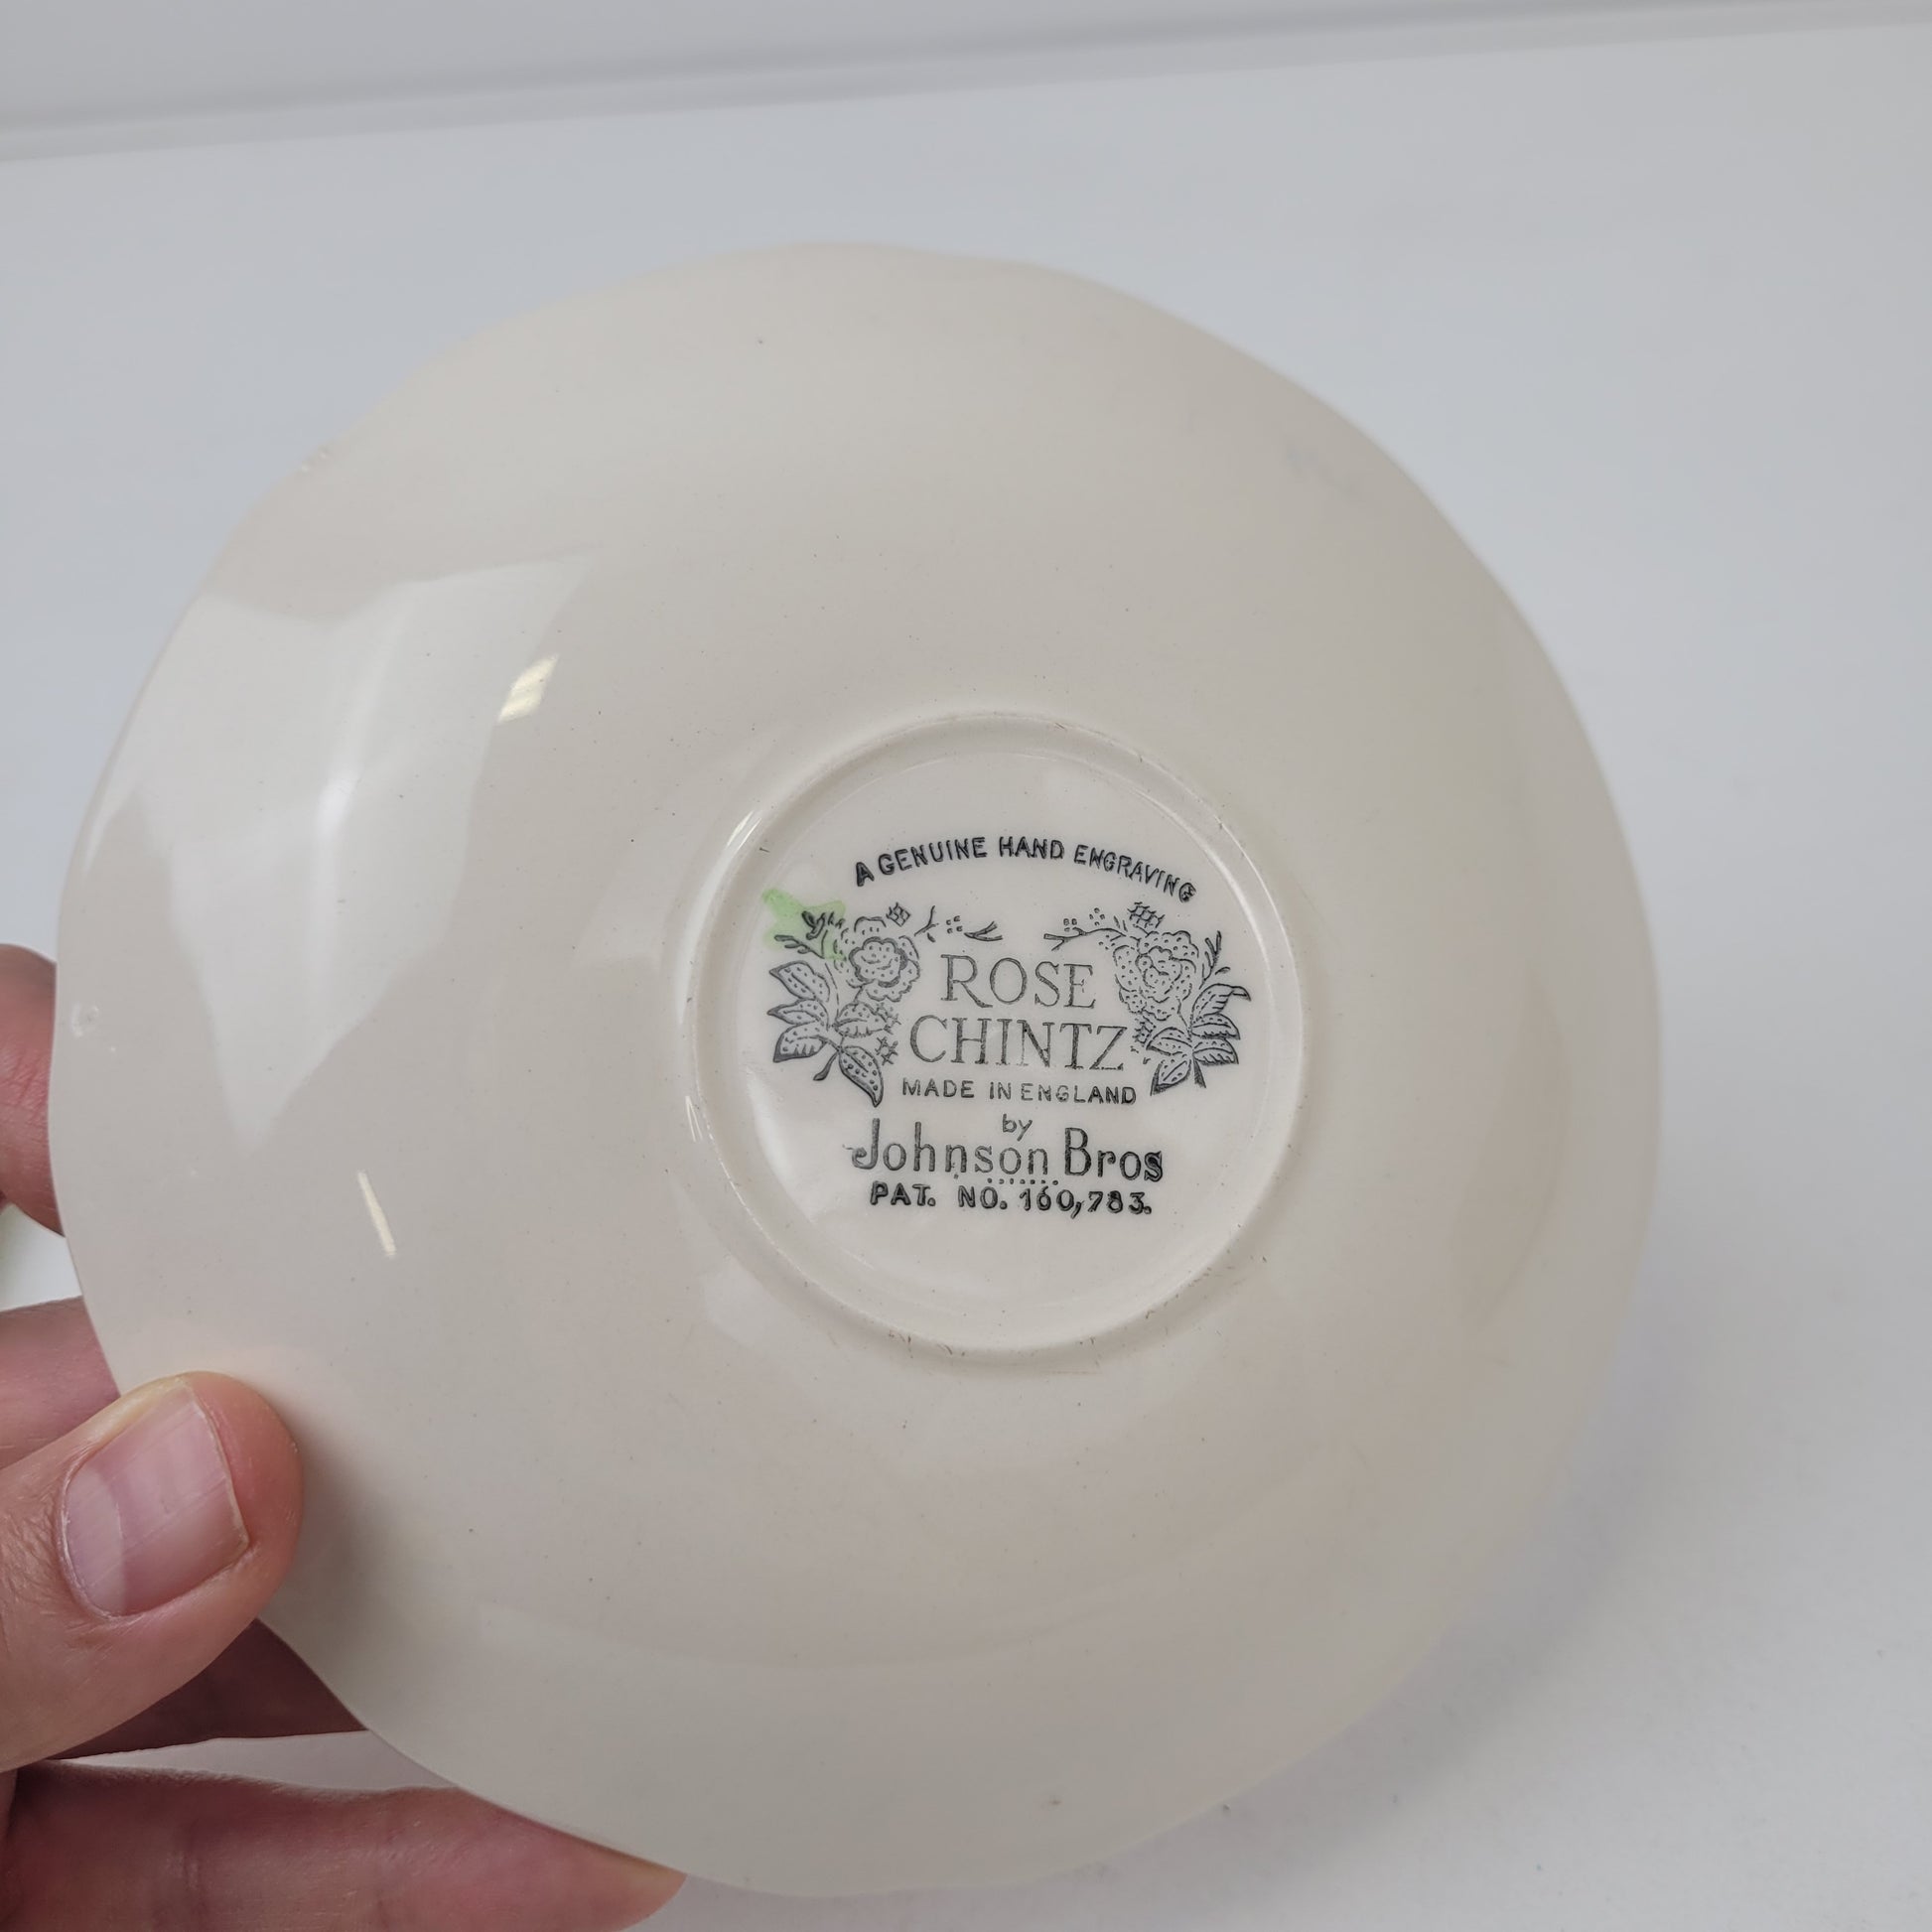 A GENUINE HAND ENGRAVING
ROSE
CHINTZ
MADE IN ENGLAND
by
Johnson Bros
PAT. NO. 160,783.